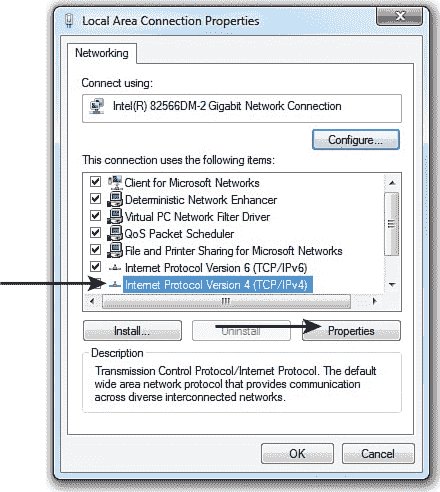 Local Area Connection Properties
Networking
Connect using:
Intel(R) 82566DM-2 Gigabit Network Connection
Configure...
This connection uses the following items:
Client for Microsoft Networks
Deterministic Network Enhancer
Virtual PC Network Filter Driver
QoS Packet Scheduler
File and Printer Sharing for Microsoft Networks
Internet Protocol Version 6 (TCP/IPv6)
Internet Protocol Version 4 (TCP/IPv4)
Install... Uninstall Properties
Description
Transmission Control Protocol/Internet Protocol. The default
wide area network protocol that provides communication
across diverse interconnected networks.
OK Cancel